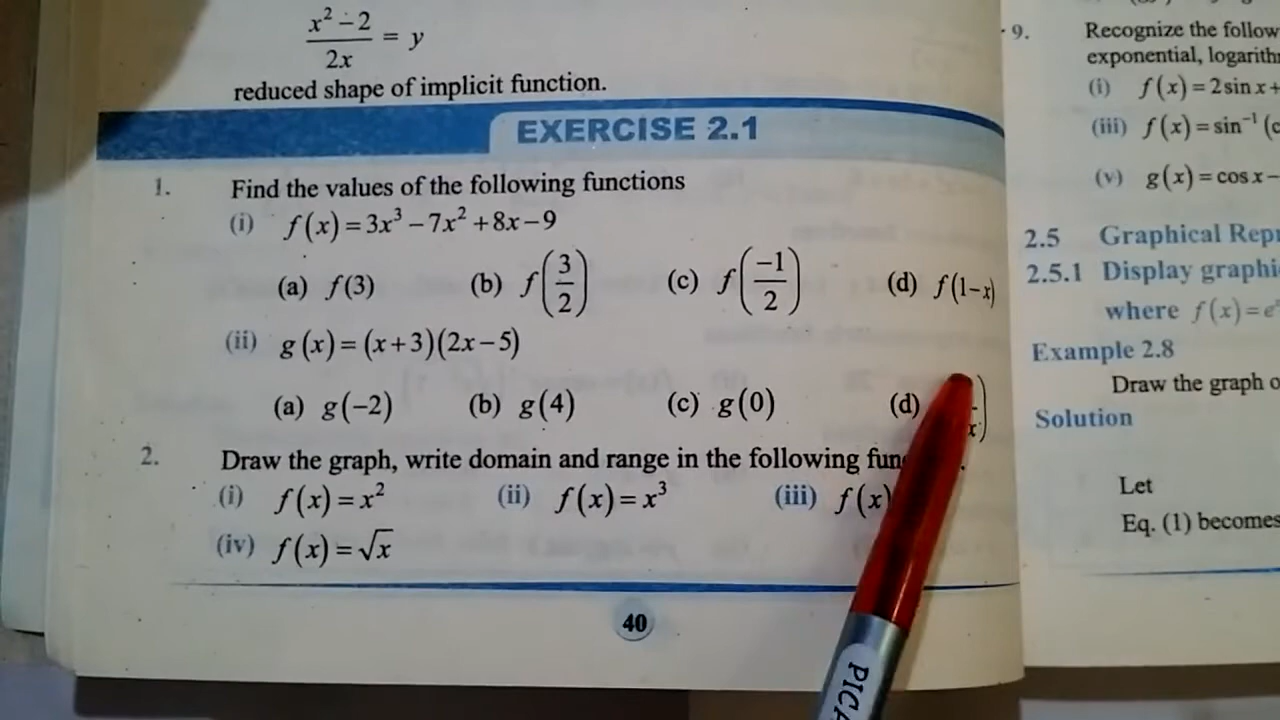 x² − 2 / 2x = y
reduced shape of implicit function.
EXERCISE 2.1
1. Find the values of the following functions
(i) f(x) = 3x³ − 7x² + 8x − 9
(a) f(3) (b) f(3/2) (c) f(−1/2) (d) f(1−x)
(ii) g(x) = (x+3)(2x−5)
(a) g(−2) (b) g(4) (c) g(0) (d)
2. Draw the graph, write domain and range in the following
(i) f(x) = x² (ii) f(x) = x³ (iii) f(x)
(iv) f(x) = √x
40
9. Recognize the follow
exponential, logarith
(i) f(x) = 2 sin x +
(iii) f(x) = sin⁻¹ (c
(v) g(x) = cos x −
2.5 Graphical Repr
2.5.1 Display graphi
where f(x) = e
Example 2.8
Draw the graph o
Solution
Let
Eq. (1) becomes
PICA